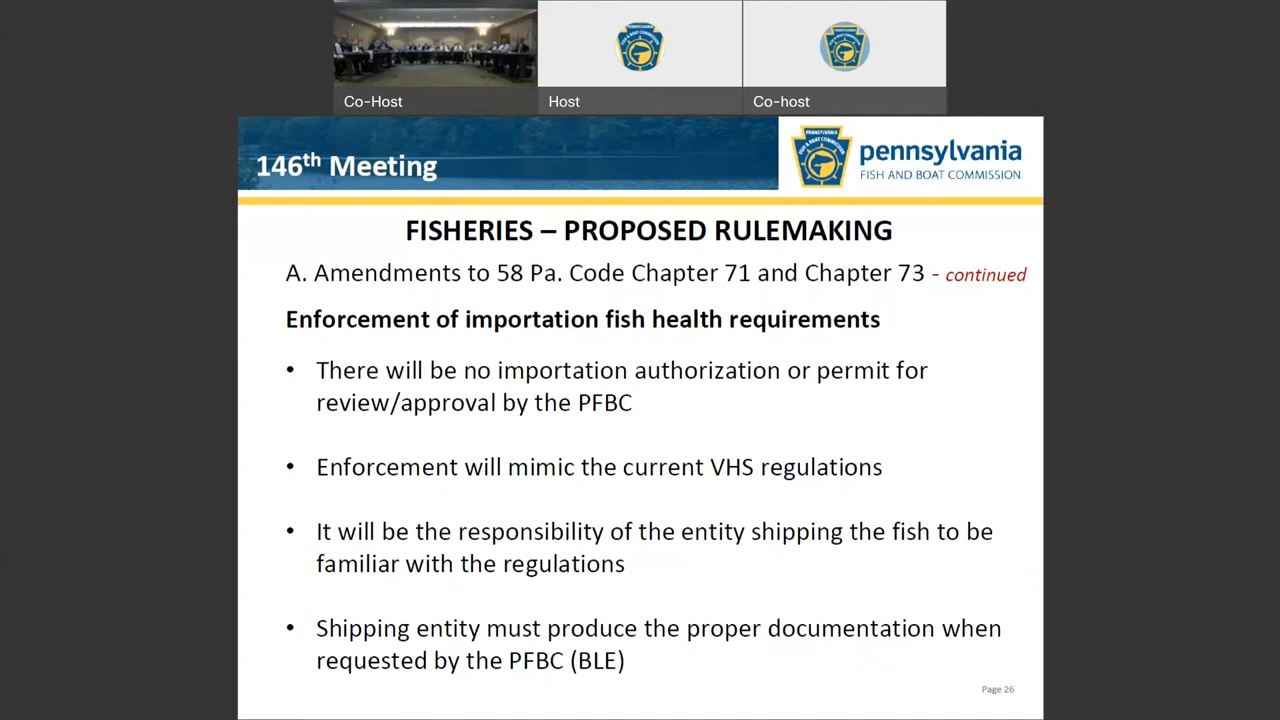 Co-Host
Host
Co-host
146th Meeting
PENNSYLVANIA
FISH & BOAT COMMISSION
pennsylvania
FISH AND BOAT COMMISSION
FISHERIES – PROPOSED RULEMAKING
A. Amendments to 58 Pa. Code Chapter 71 and Chapter 73 - continued
Enforcement of importation fish health requirements
• There will be no importation authorization or permit for
review/approval by the PFBC
• Enforcement will mimic the current VHS regulations
• It will be the responsibility of the entity shipping the fish to be
familiar with the regulations
• Shipping entity must produce the proper documentation when
requested by the PFBC (BLE)
Page 26